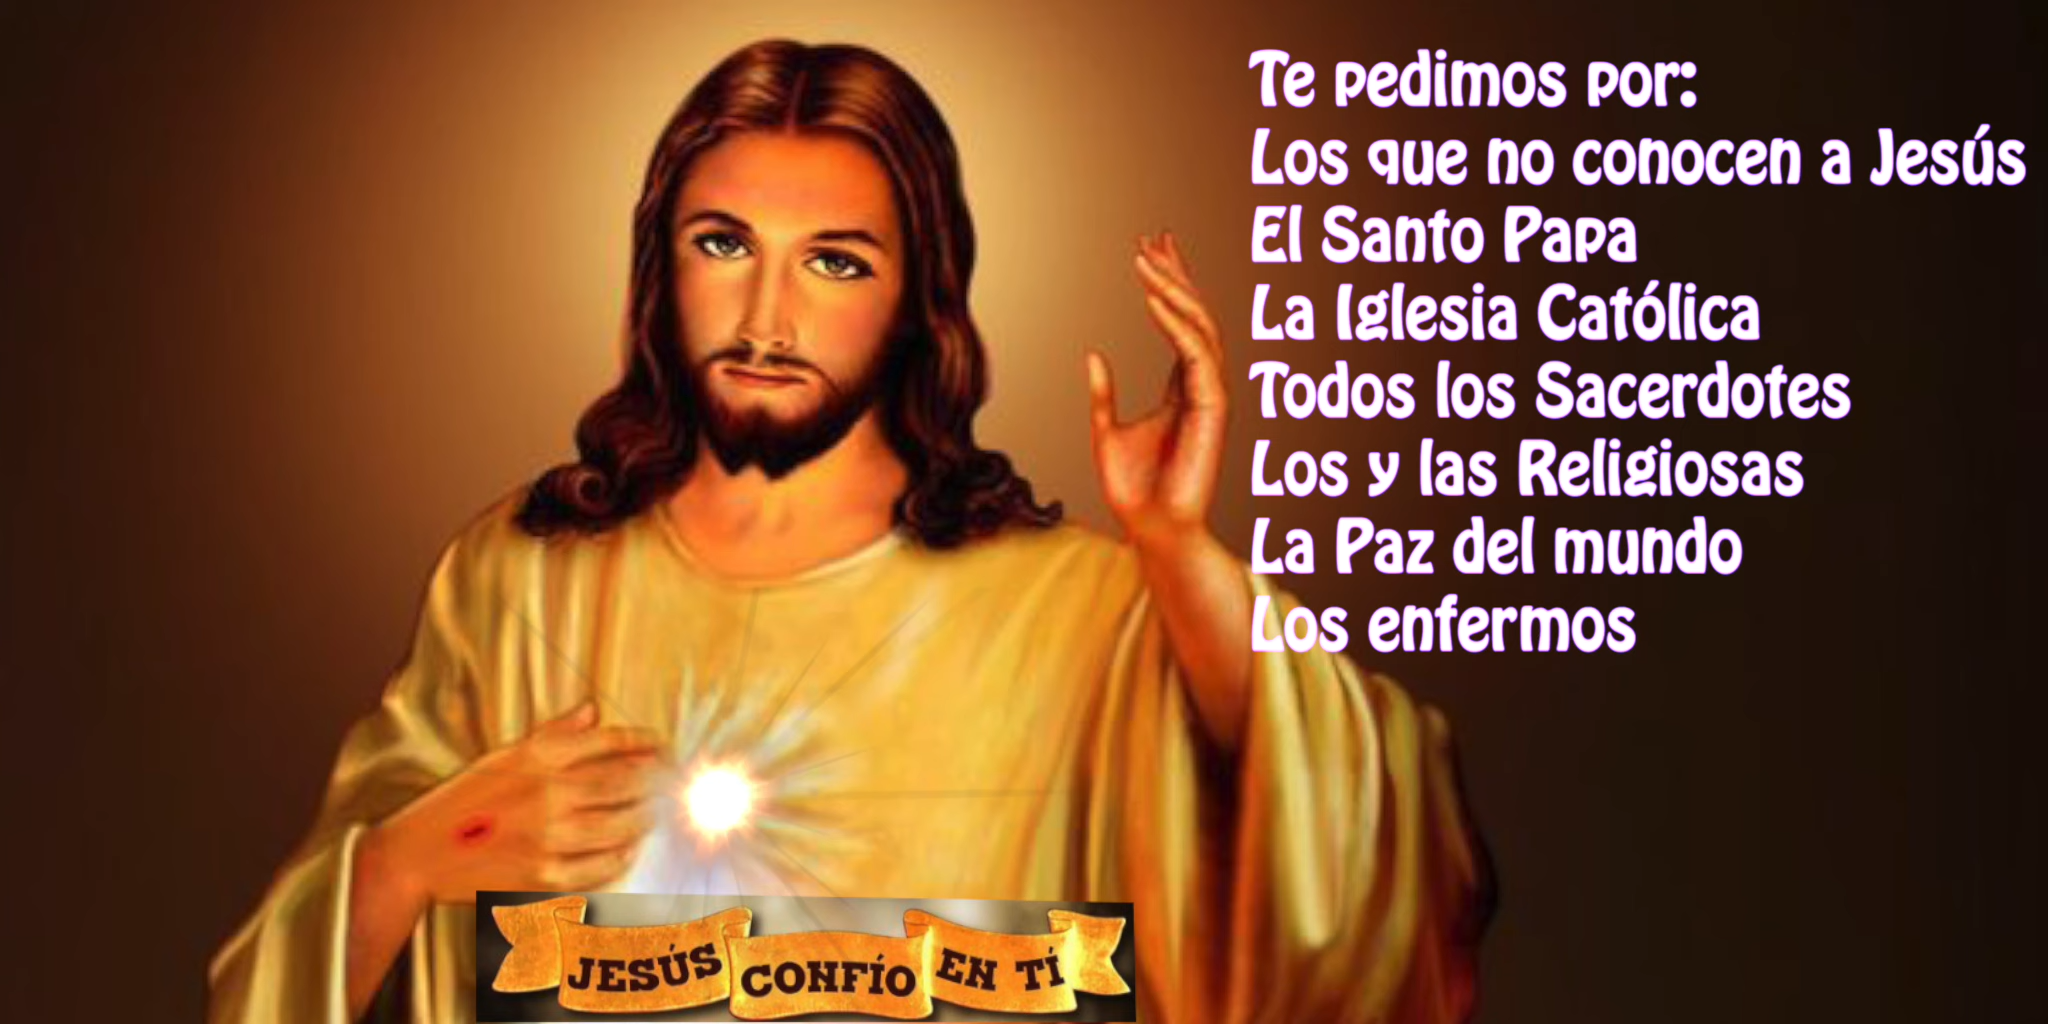 Te pedimos por:
Los que no conocen a Jesús
El Santo Papa
La Iglesia Católica
Todos los Sacerdotes
Los y las Religiosas
La Paz del mundo
Los enfermos
JESÚS CONFÍO EN TÍ